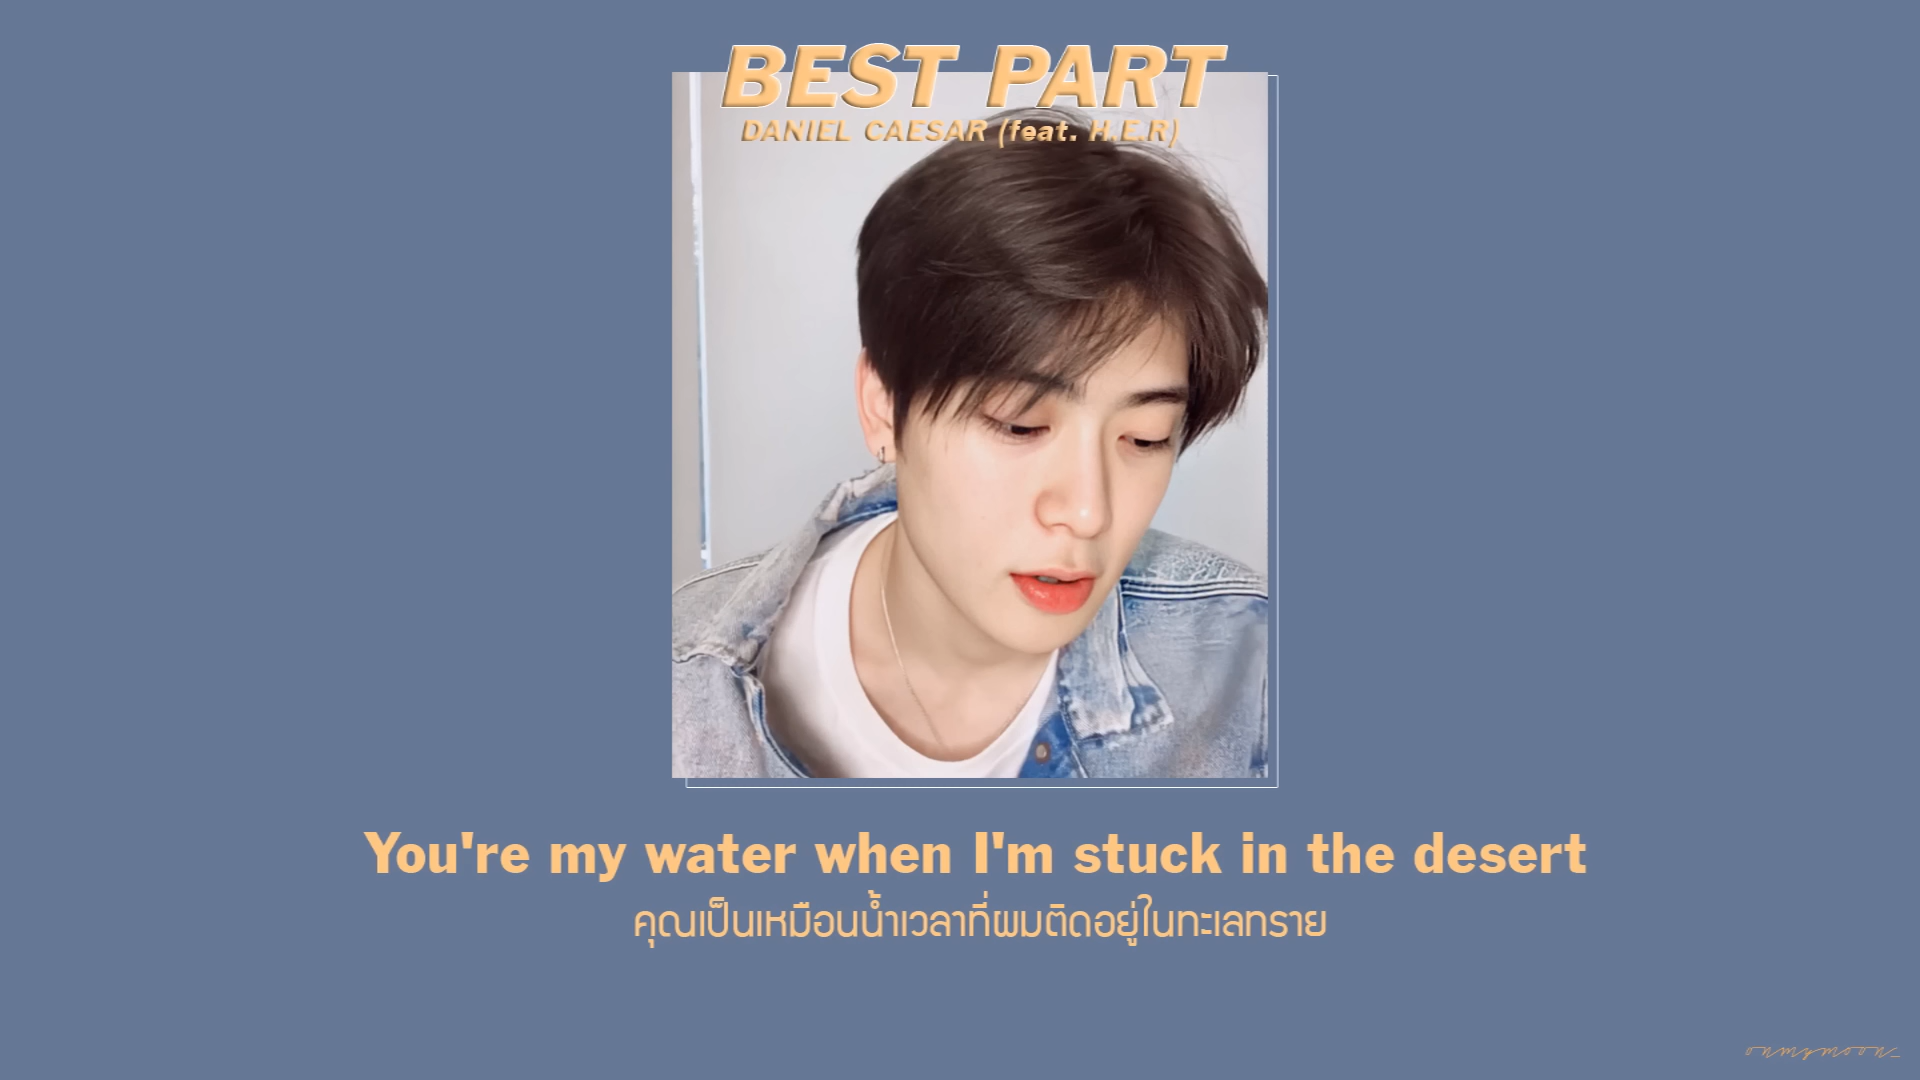 BEST PART
DANIEL CAESAR (feat. H.E.R)
You're my water when I'm stuck in the desert
คุณเป็นเหมือนน้ำเวลาที่ผมติดอยู่ในทะเลทราย
onmymoon_